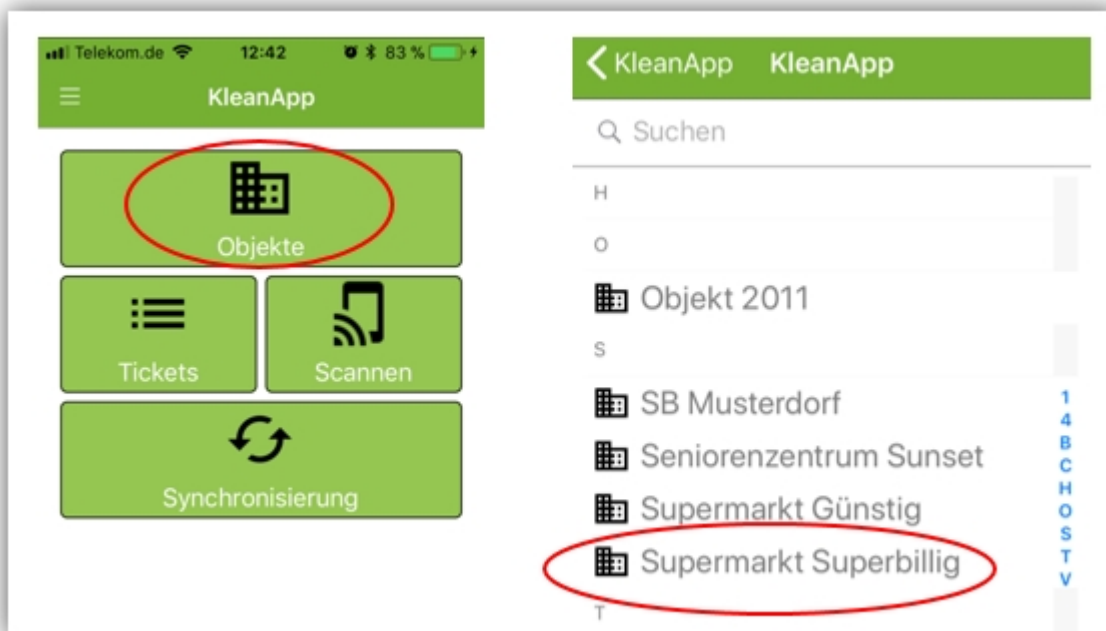 Telekom.de 12:42 83 %
KleanApp
Objekte
Tickets Scannen
Synchronisierung
KleanApp KleanApp
Suchen
H
O
Objekt 2011
S
SB Musterdorf
Seniorenzentrum Sunset
Supermarkt Günstig
Supermarkt Superbillig
T
1
4
B
C
H
O
S
T
V